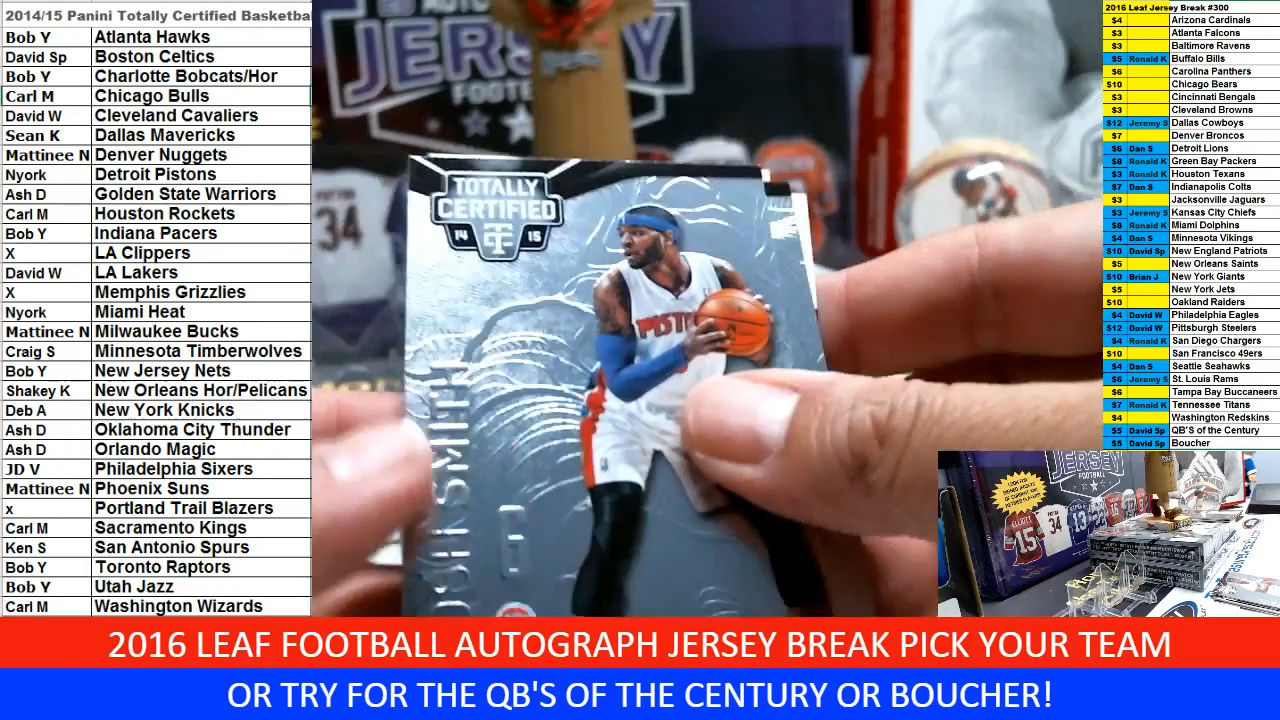 2014/15 Panini Totally Certified Basketba
Bob Y Atlanta Hawks
David Sp Boston Celtics
Bob Y Charlotte Bobcats/Hor
Carl M Chicago Bulls
David W Cleveland Cavaliers
Sean K Dallas Mavericks
Mattinee N Denver Nuggets
Nyork Detroit Pistons
Ash D Golden State Warriors
Carl M Houston Rockets
Bob Y Indiana Pacers
X LA Clippers
David W LA Lakers
X Memphis Grizzlies
Nyork Miami Heat
Mattinee N Milwaukee Bucks
Craig S Minnesota Timberwolves
Bob Y New Jersey Nets
Shakey K New Orleans Hor/Pelicans
Deb A New York Knicks
Ash D Oklahoma City Thunder
Ash D Orlando Magic
JD V Philadelphia Sixers
Mattinee N Phoenix Suns
x Portland Trail Blazers
Carl M Sacramento Kings
Ken S San Antonio Spurs
Bob Y Toronto Raptors
Bob Y Utah Jazz
Carl M Washington Wizards
JERSEY
34
TOTALLY
CERTIFIED
14 TC 15
PISTO
SMITH
6
2016 Leaf Jersey Break #300
$4 Arizona Cardinals
$3 Atlanta Falcons
$3 Baltimore Ravens
$5 Ronald K Buffalo Bills
$6 Carolina Panthers
$10 Chicago Bears
$3 Cincinnati Bengals
$3 Cleveland Browns
$12 Jeremy S Dallas Cowboys
$7 Denver Broncos
$6 Dan S Detroit Lions
$8 Ronald K Green Bay Packers
$3 Ronald K Houston Texans
$7 Dan S Indianapolis Colts
$3 Jacksonville Jaguars
$3 Jeremy S Kansas City Chiefs
$8 Ronald K Miami Dolphins
$4 Dan S Minnesota Vikings
$10 David Sp New England Patriots
$5 New Orleans Saints
$10 Brian J New York Giants
$5 New York Jets
$10 Oakland Raiders
$4 David W Philadelphia Eagles
$12 David W Pittsburgh Steelers
$4 Ronald K San Diego Chargers
$10 San Francisco 49ers
$4 Dan S Seattle Seahawks
$6 Jeremy S St. Louis Rams
$6 Tampa Bay Buccaneers
$7 Ronald K Tennessee Titans
$4 Washington Redskins
$5 David Sp QB'S of the Century
$5 David Sp Boucher
JERSEY
FOOTBALL
15 34 13 16
2016 LEAF FOOTBALL AUTOGRAPH JERSEY BREAK PICK YOUR TEAM
OR TRY FOR THE QB'S OF THE CENTURY OR BOUCHER!